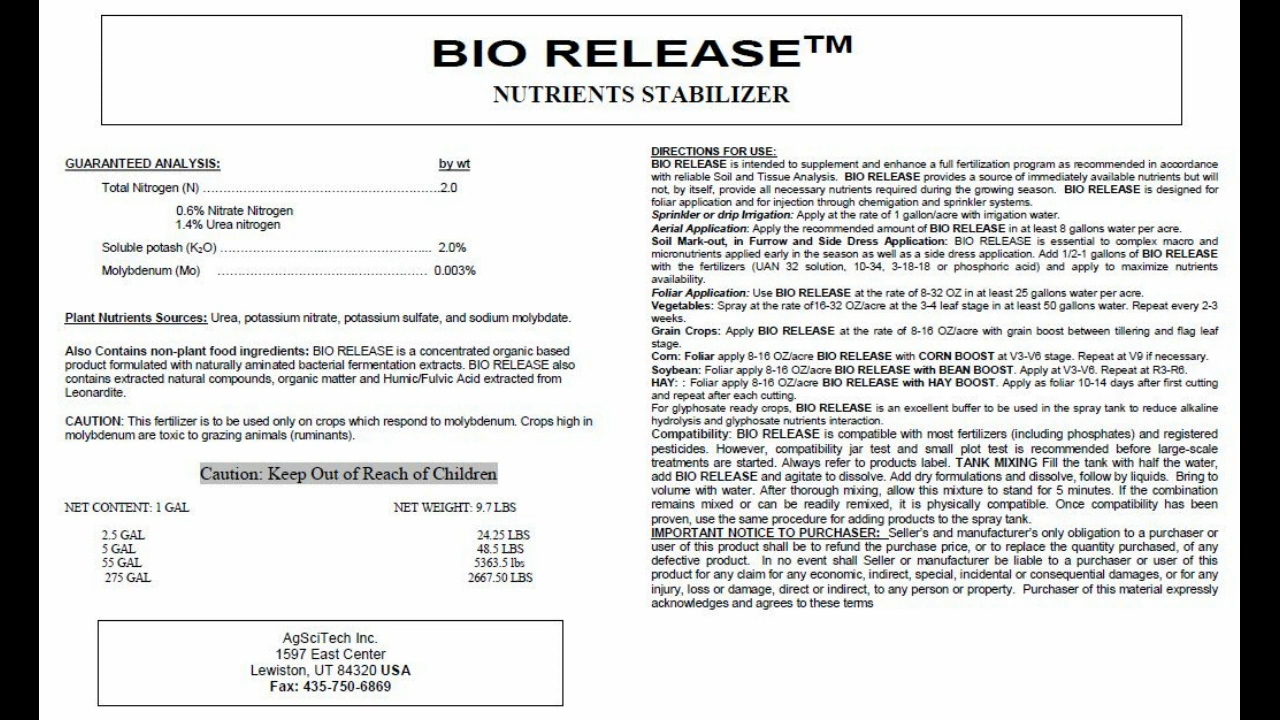 BIO RELEASE™
NUTRIENTS STABILIZER
GUARANTEED ANALYSIS: by wt
Total Nitrogen (N) ...............................................................2.0
0.6% Nitrate Nitrogen
1.4% Urea nitrogen
Soluble potash (K₂O) ......................................................... 2.0%
Molybdenum (Mo) ......................................................... 0.003%
Plant Nutrients Sources: Urea, potassium nitrate, potassium sulfate, and sodium molybdate.
Also Contains non-plant food ingredients: BIO RELEASE is a concentrated organic based
product formulated with naturally aminated bacterial fermentation extracts. BIO RELEASE also
contains extracted natural compounds, organic matter and Humic/Fulvic Acid extracted from
Leonardite.
CAUTION: This fertilizer is to be used only on crops which respond to molybdenum. Crops high in
molybdenum are toxic to grazing animals (ruminants).
Caution: Keep Out of Reach of Children
NET CONTENT: 1 GAL NET WEIGHT: 9.7 LBS
2.5 GAL 24.25 LBS
5 GAL 48.5 LBS
55 GAL 5363.5 lbs
275 GAL 2667.50 LBS
AgSciTech Inc.
1597 East Center
Lewiston, UT 84320 USA
Fax: 435-750-6869
DIRECTIONS FOR USE:
BIO RELEASE is intended to supplement and enhance a full fertilization program as recommended in accordance
with reliable Soil and Tissue Analysis. BIO RELEASE provides a source of immediately available nutrients but will
not, by itself, provide all necessary nutrients required during the growing season. BIO RELEASE is designed for
foliar application and for injection through chemigation and sprinkler systems.
Sprinkler or drip Irrigation: Apply at the rate of 1 gallon/acre with irrigation water.
Aerial Application: Apply the recommended amount of BIO RELEASE in at least 8 gallons water per acre.
Soil Mark-out, in Furrow and Side Dress Application: BIO RELEASE is essential to complex macro and
micronutrients applied early in the season as well as a side dress application. Add 1/2-1 gallons of BIO RELEASE
with the fertilizers (UAN 32 solution, 10-34, 3-18-18 or phosphoric acid) and apply to maximize nutrients
availability.
Foliar Application: Use BIO RELEASE at the rate of 8-32 OZ in at least 25 gallons water per acre.
Vegetables: Spray at the rate of16-32 OZ/acre at the 3-4 leaf stage in at least 50 gallons water. Repeat every 2-3
weeks.
Grain Crops: Apply BIO RELEASE at the rate of 8-16 OZ/acre with grain boost between tillering and flag leaf
stage.
Corn: Foliar apply 8-16 OZ/acre BIO RELEASE with CORN BOOST at V3-V6 stage. Repeat at V9 if necessary.
Soybean: Foliar apply 8-16 OZ/acre BIO RELEASE with BEAN BOOST. Apply at V3-V6. Repeat at R3-R6.
HAY: : Foliar apply 8-16 OZ/acre BIO RELEASE with HAY BOOST. Apply as foliar 10-14 days after first cutting
and repeat after each cutting.
For glyphosate ready crops, BIO RELEASE is an excellent buffer to be used in the spray tank to reduce alkaline
hydrolysis and glyphosate nutrients interaction.
Compatibility: BIO RELEASE is compatible with most fertilizers (including phosphates) and registered
pesticides. However, compatibility jar test and small plot test is recommended before large-scale
treatments are started. Always refer to products label. TANK MIXING Fill the tank with half the water,
add BIO RELEASE and agitate to dissolve. Add dry formulations and dissolve, follow by liquids. Bring to
volume with water. After thorough mixing, allow this mixture to stand for 5 minutes. If the combination
remains mixed or can be readily remixed, it is physically compatible. Once compatibility has been
proven, use the same procedure for adding products to the spray tank.
IMPORTANT NOTICE TO PURCHASER: Seller's and manufacturer's only obligation to a purchaser or
user of this product shall be to refund the purchase price, or to replace the quantity purchased, of any
defective product. In no event shall Seller or manufacturer be liable to a purchaser or user of this
product for any claim for any economic, indirect, special, incidental or consequential damages, or for any
injury, loss or damage, direct or indirect, to any person or property. Purchaser of this material expressly
acknowledges and agrees to these terms